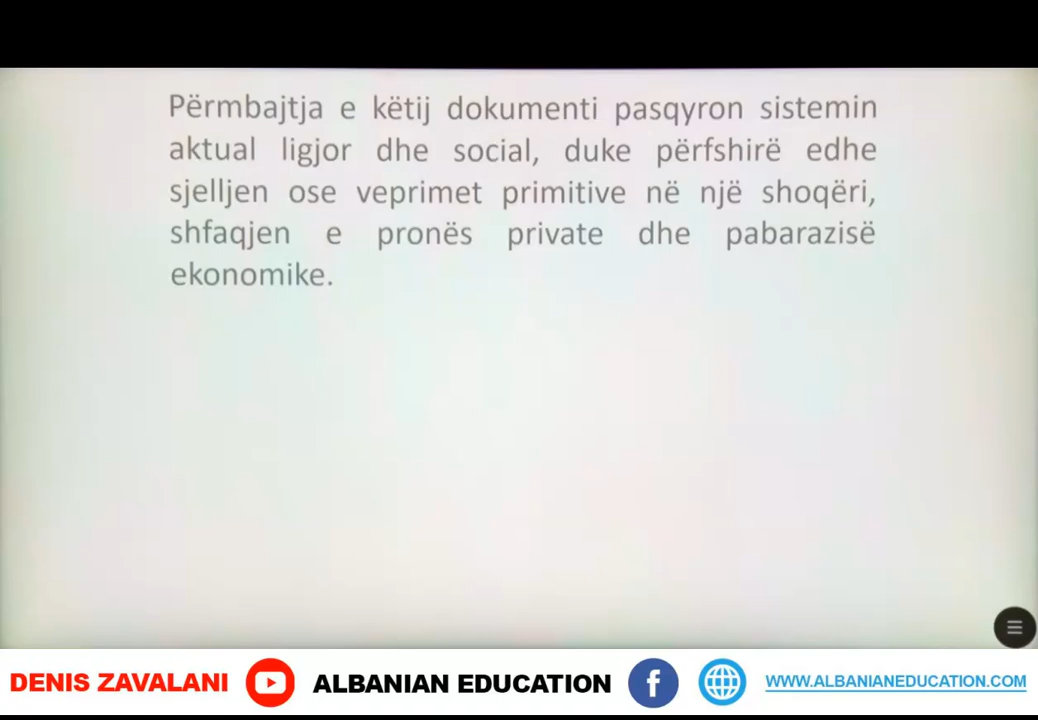 Përmbajtja e këtij dokumenti pasqyron sistemin
aktual ligjor dhe social, duke përfshirë edhe
sjelljen ose veprimet primitive në një shoqëri,
shfaqjen e pronës private dhe pabarazisë
ekonomike.
DENIS ZAVALANI ALBANIAN EDUCATION f WWW.ALBANIANEDUCATION.COM